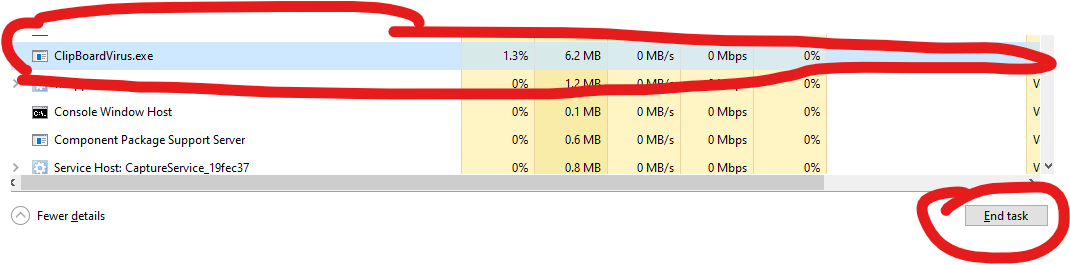 ClipBoardVirus.exe 1.3% 6.2 MB 0 MB/s 0 Mbps 0%
0% 1.2 MB 0 MB/s 0 Mbps 0% V
Console Window Host 0% 0.1 MB 0 MB/s 0 Mbps 0% V
Component Package Support Server 0% 0.6 MB 0 MB/s 0 Mbps 0% V
Service Host: CaptureService_19fec37 0% 0.8 MB 0 MB/s 0 Mbps 0% V
Fewer details End task